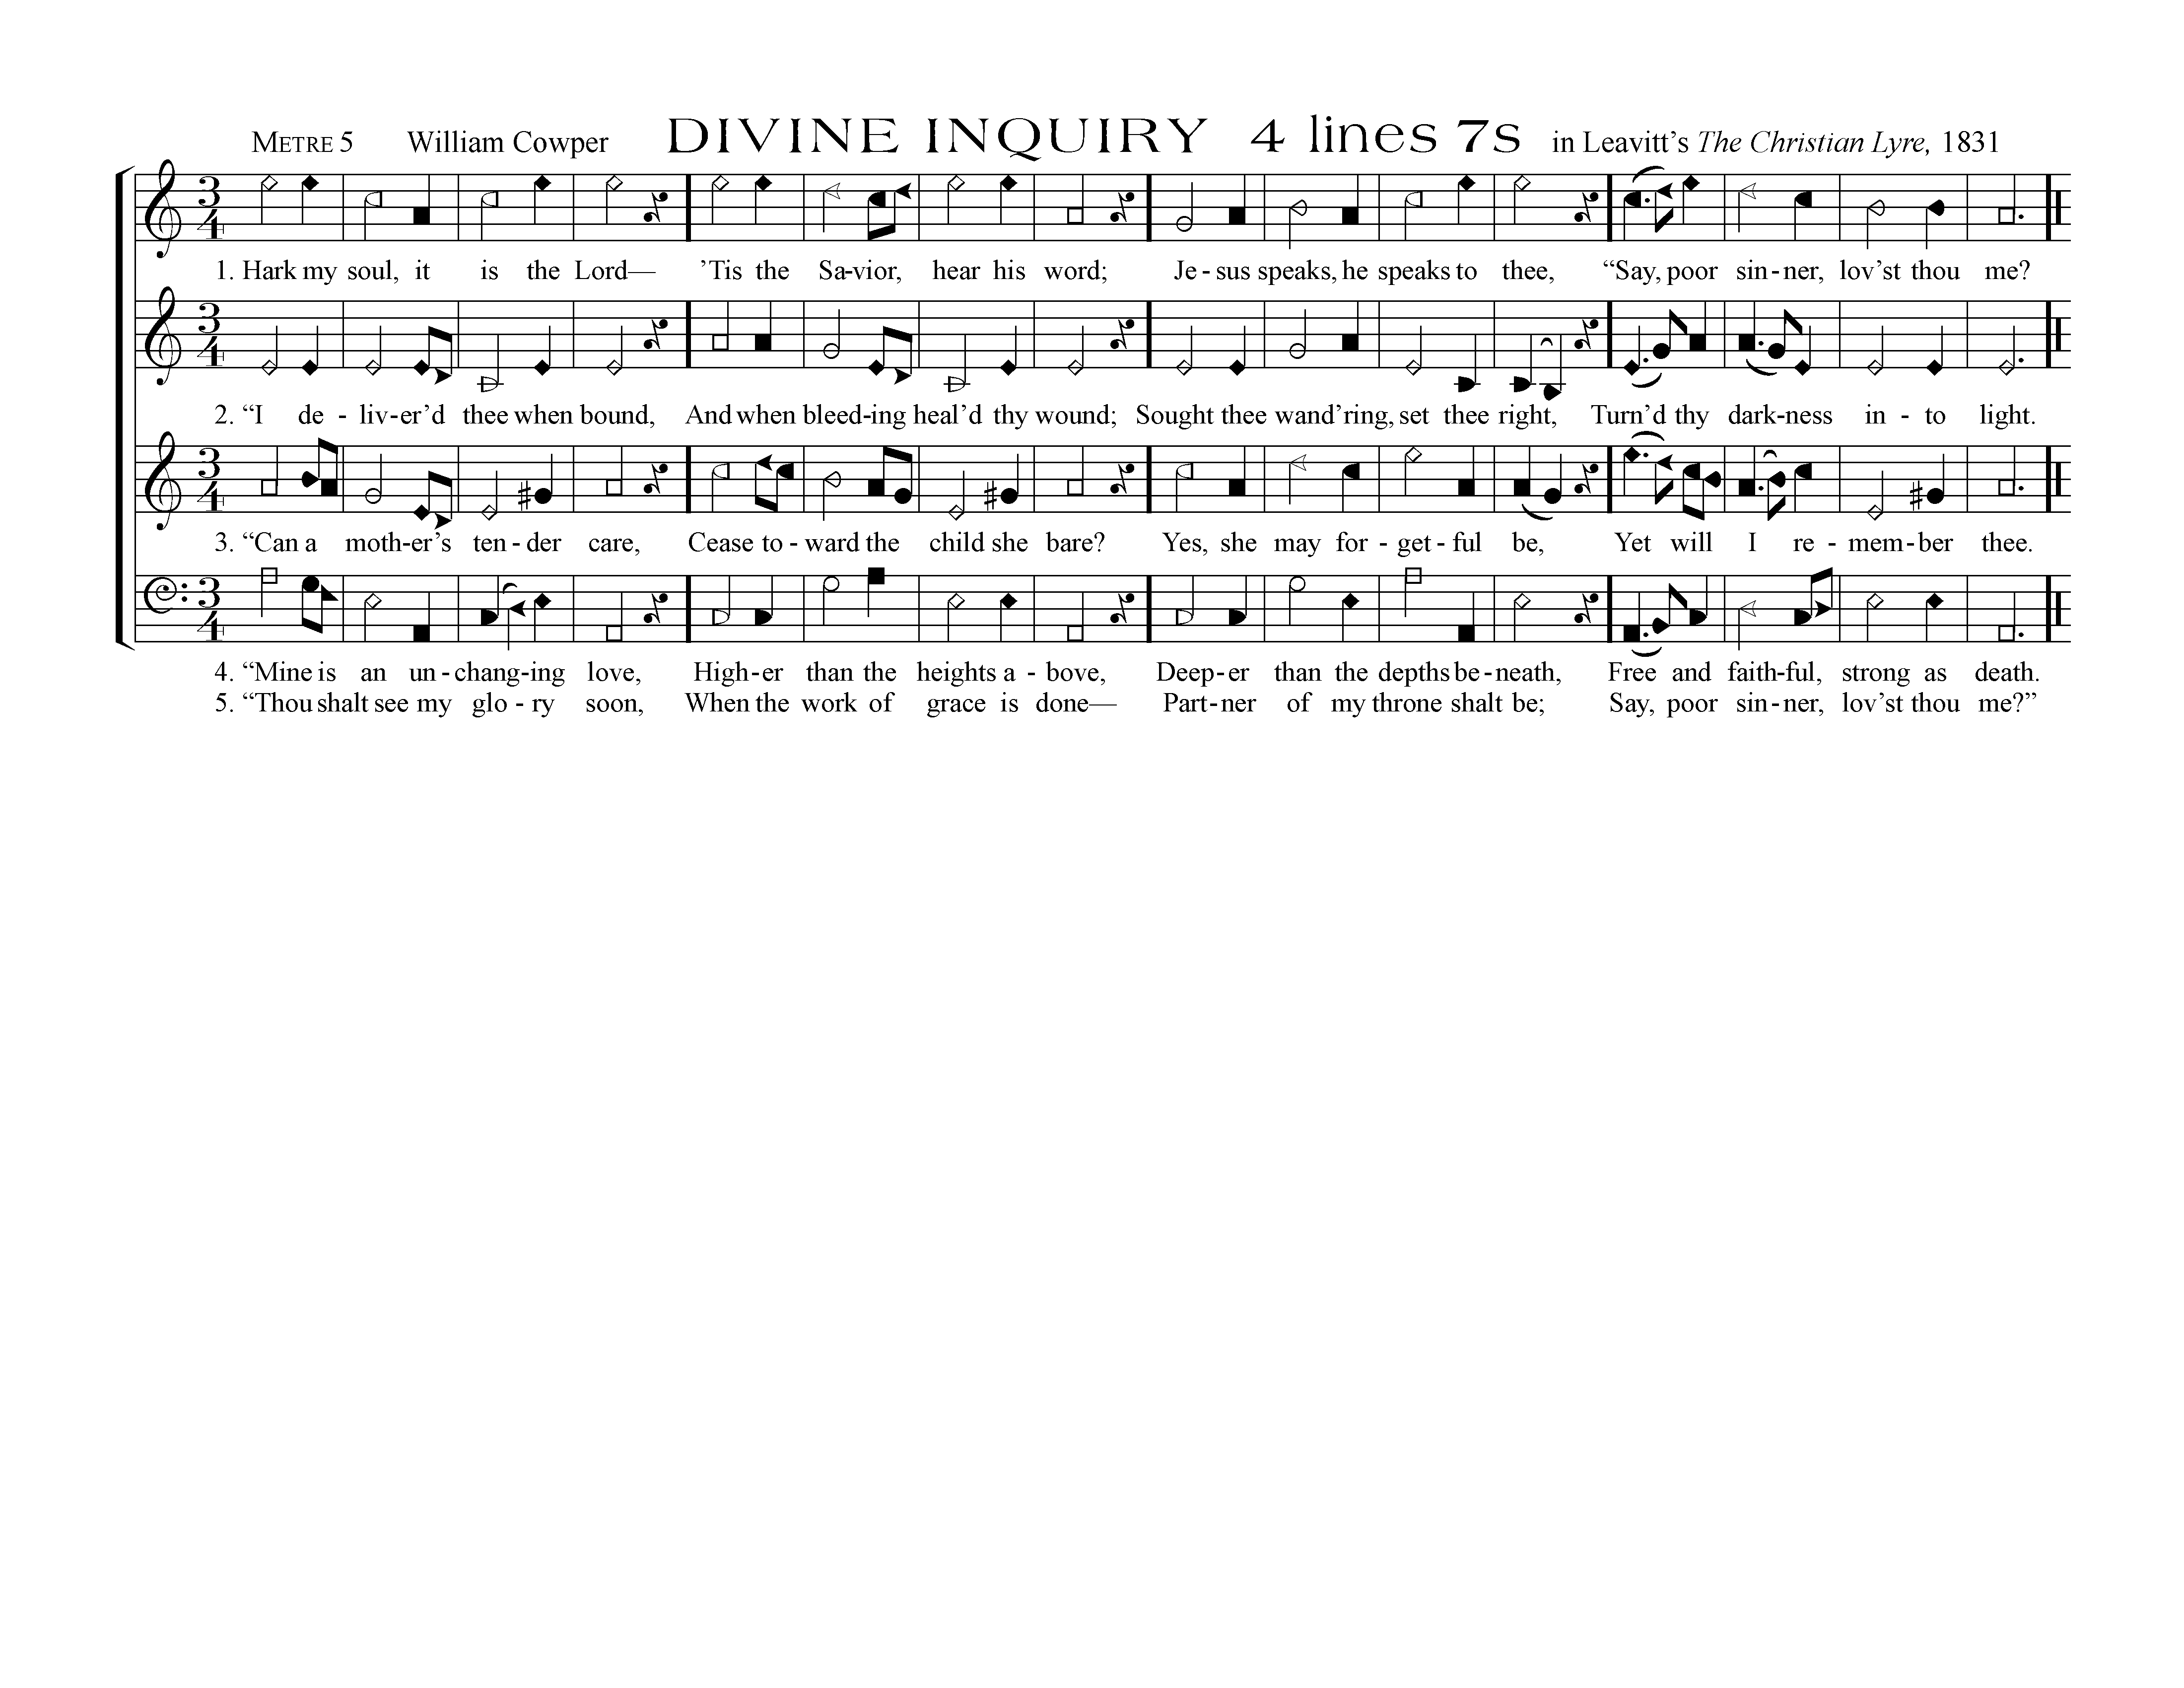 METRE 5 William Cowper DIVINE INQUIRY 4 lines 7s in Leavitt’s The Christian Lyre, 1831
3 4
1. Hark my soul, it is the Lord— ’Tis the Sa-vior, hear his word; Je-sus speaks, he speaks to thee, “Say, poor sin-ner, lov’st thou me?
3 4
2. “I de-liv-er’d thee when bound, And when bleed-ing heal’d thy wound; Sought thee wand’ring, set thee right, Turn’d thy dark-ness in-to light.
3 4
3. “Can a moth-er’s ten-der care, Cease to-ward the child she bare? Yes, she may for-get-ful be, Yet will I re-mem-ber thee.
3 4
4. “Mine is an un-chang-ing love, High-er than the heights a-bove, Deep-er than the depths be-neath, Free and faith-ful, strong as death.
5. “Thou shalt see my glo-ry soon, When the work of grace is done— Part-ner of my throne shalt be; Say, poor sin-ner, lov’st thou me?”